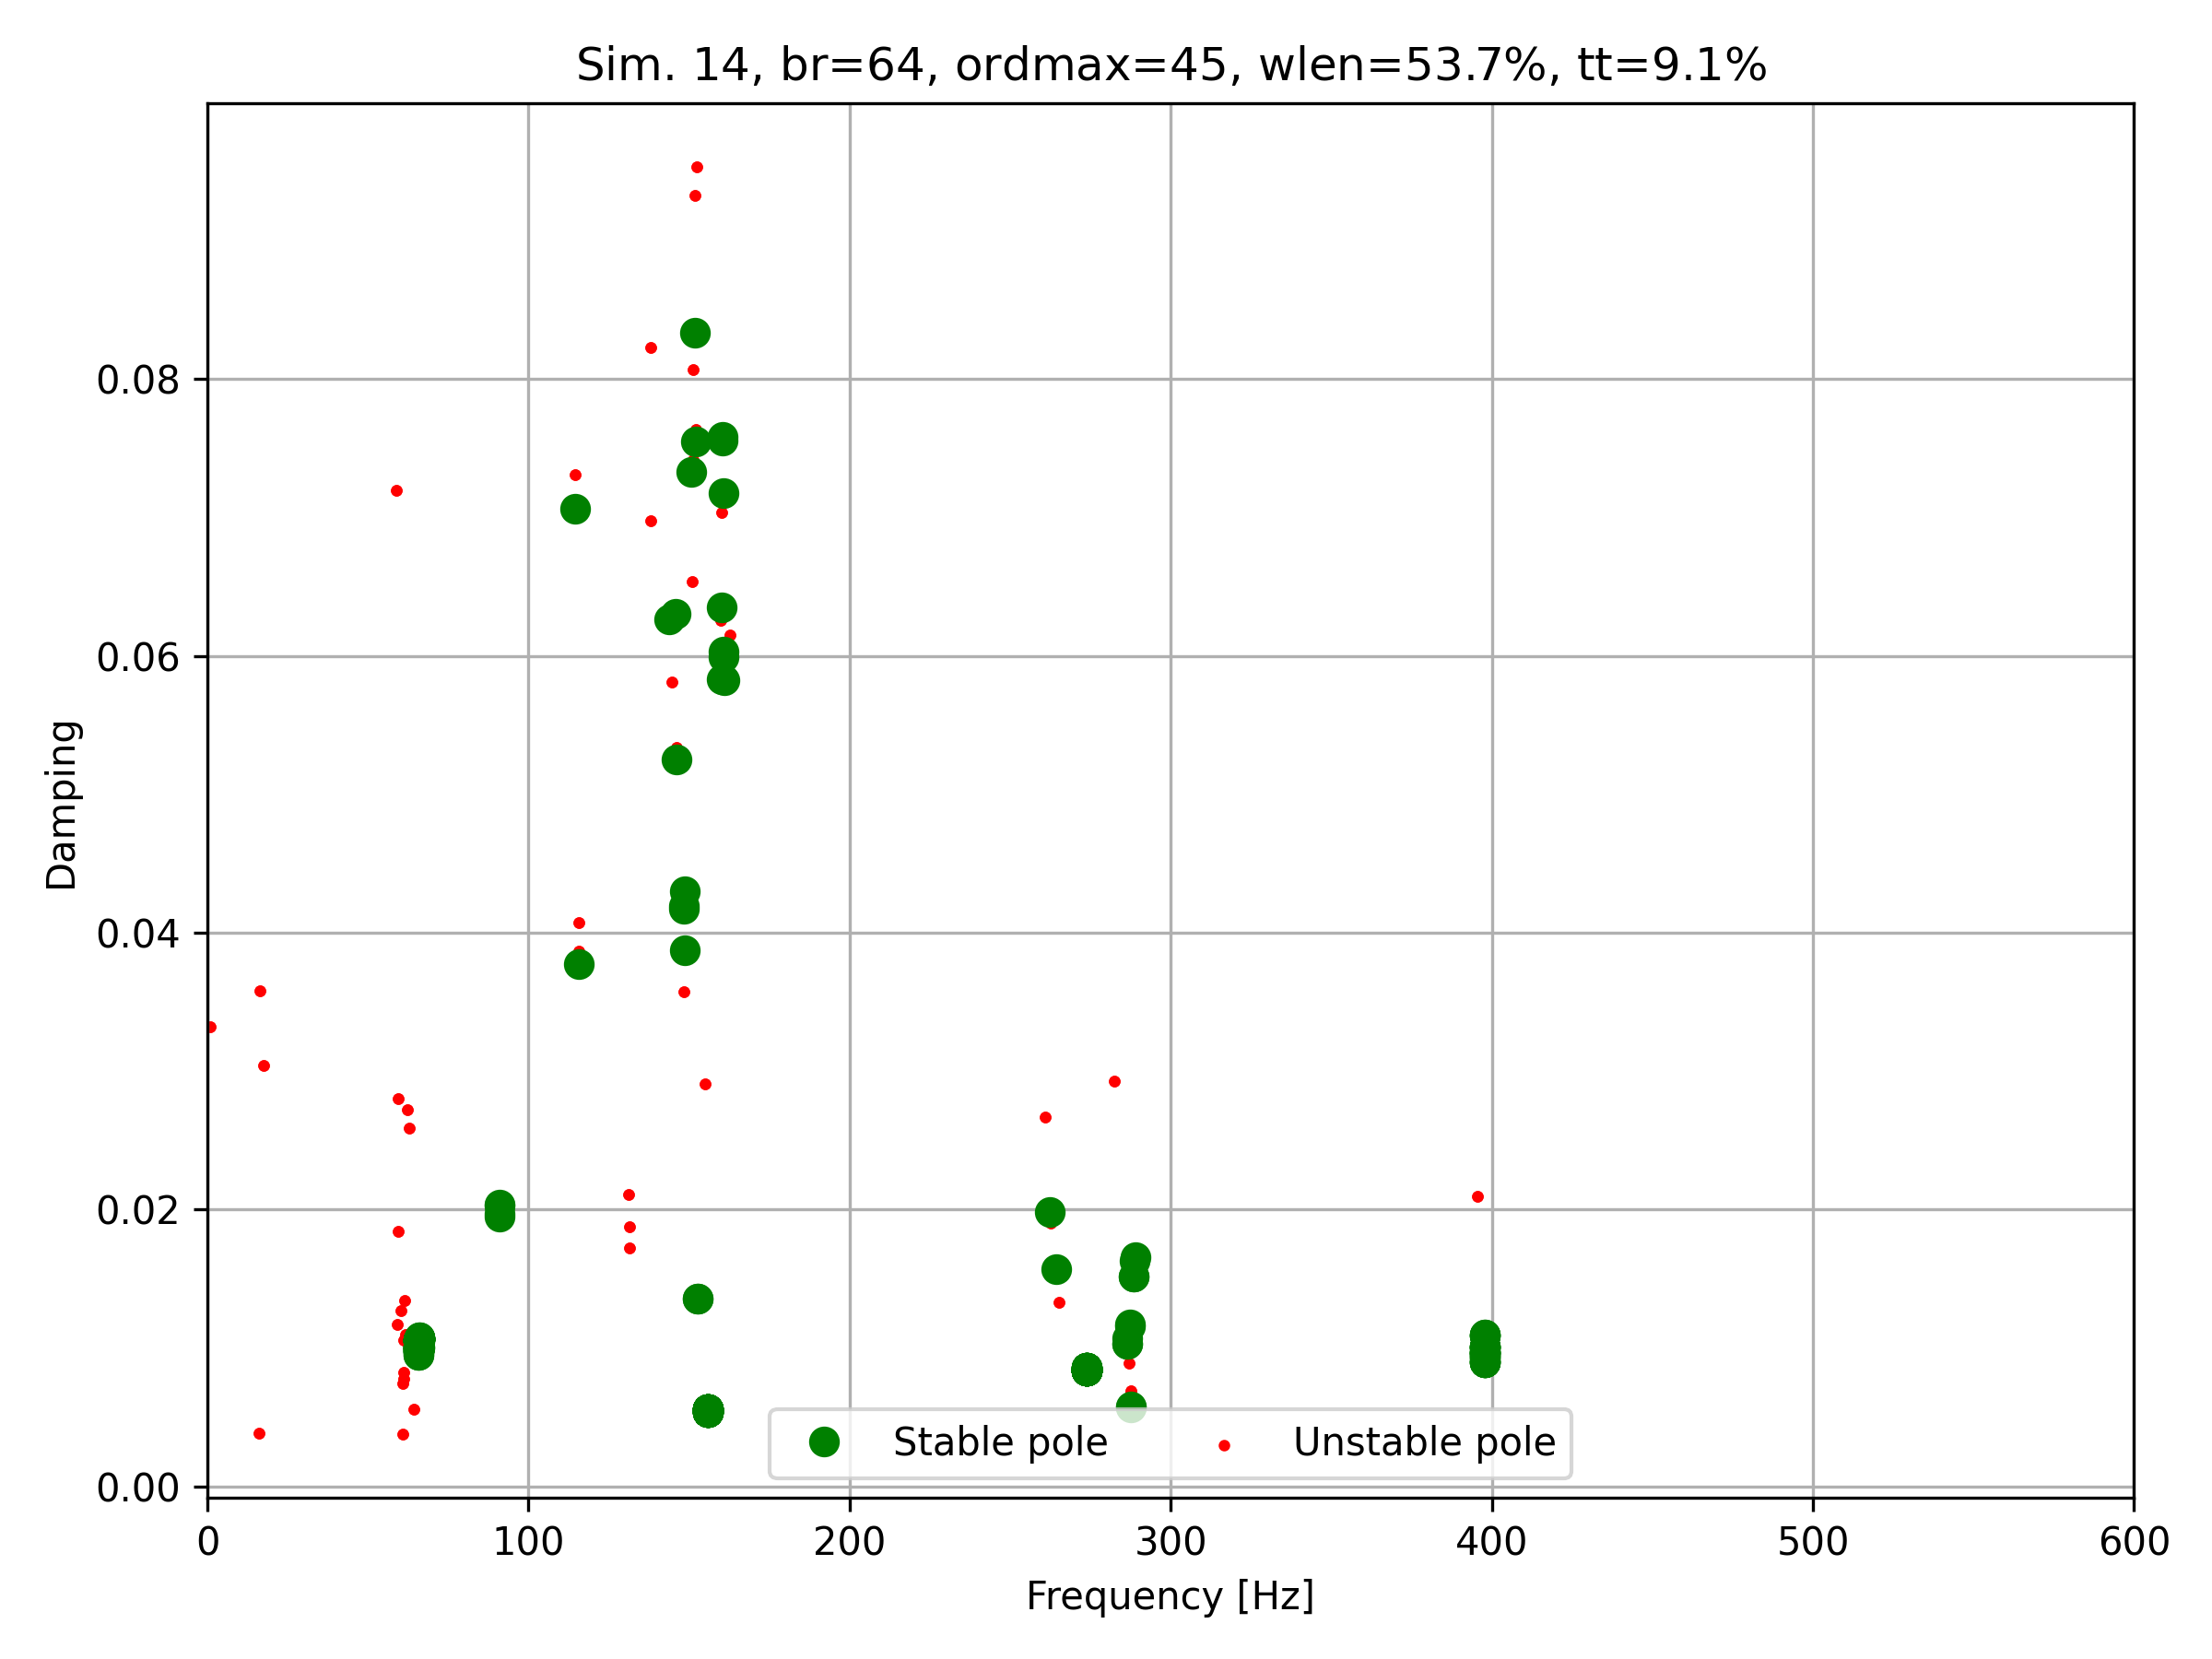 Sim. 14, br=64, ordmax=45, wlen=53.7%, tt=9.1%
Damping
0.08
0.06
0.04
0.02
0.00
Stable pole
Unstable pole
0 100 200 300 400 500 600
Frequency [Hz]